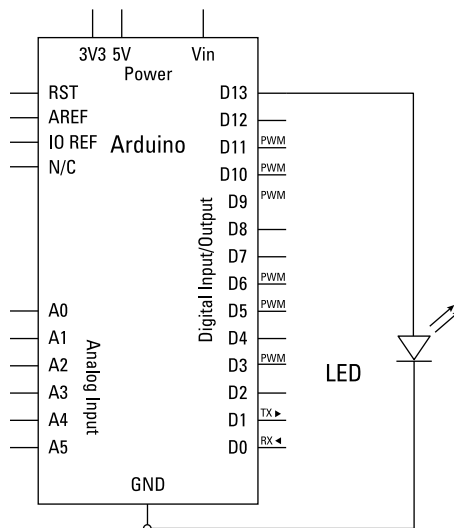 3V3 5V Vin
Power
RST D13
AREF D12
IO REF Arduino D11 PWM
N/C D10 PWM
D9 PWM
D8
D7
D6 PWM
Digital Input/Output
A0 D5 PWM
A1 D4
A2 D3 PWM
Analog Input
LED
A3 D2
A4 D1 TX ▶
A5 D0 RX ◀
GND